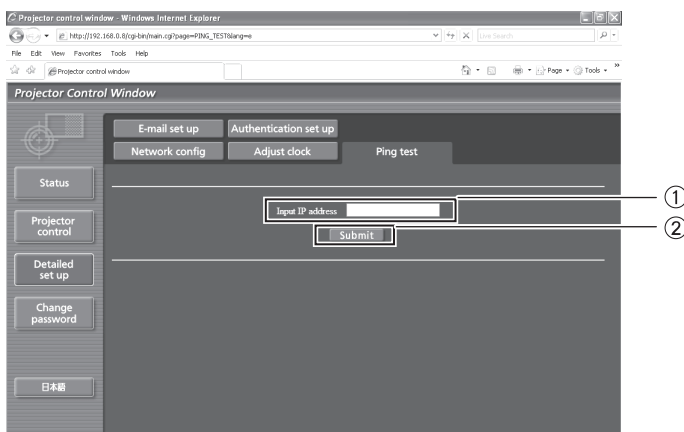 Projector control window - Windows Internet Explorer
http://192.168.0.8/cgi-bin/main.cgi?page=PING_TEST&lang=e
Live Search
File Edit View Favorites Tools Help
Projector control window
Page Tools
Projector Control Window
E-mail set up Authentication set up
Network config Adjust clock Ping test
Status
Projector
control
Detailed
set up
Change
password
日本語
Input IP address
Submit
①
②